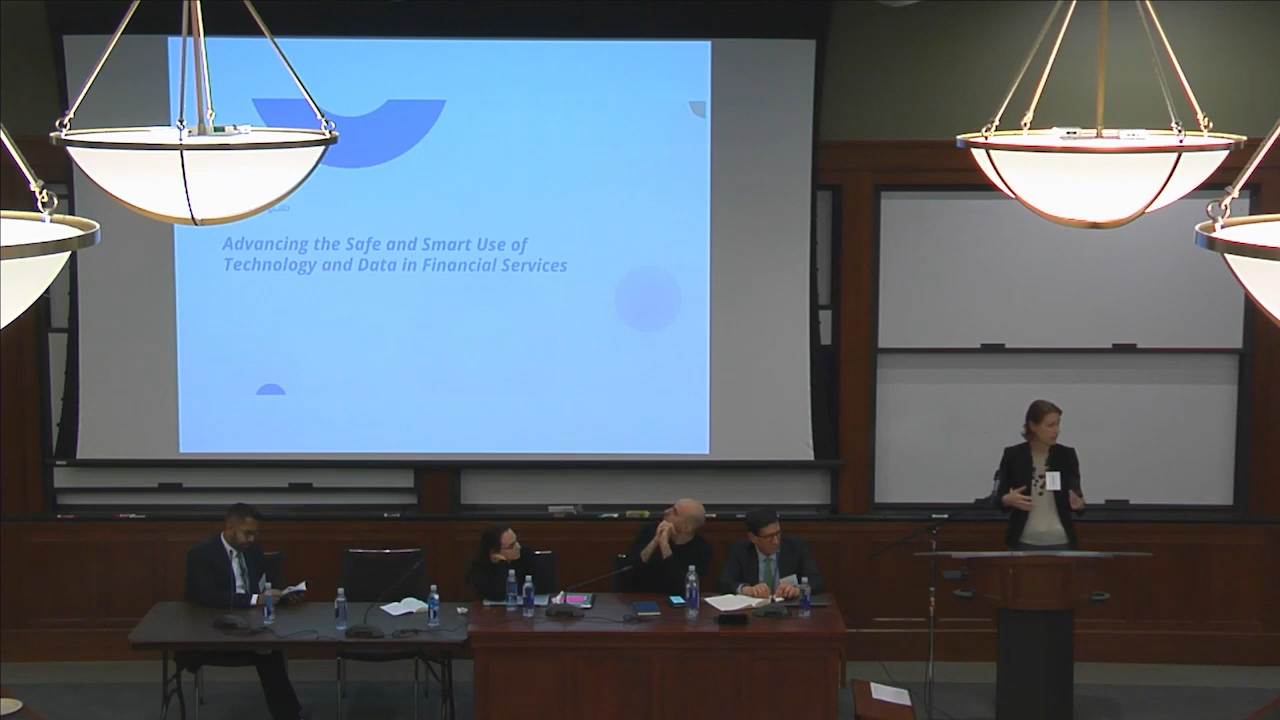 Advancing the Safe and Smart Use of
Technology and Data in Financial Services